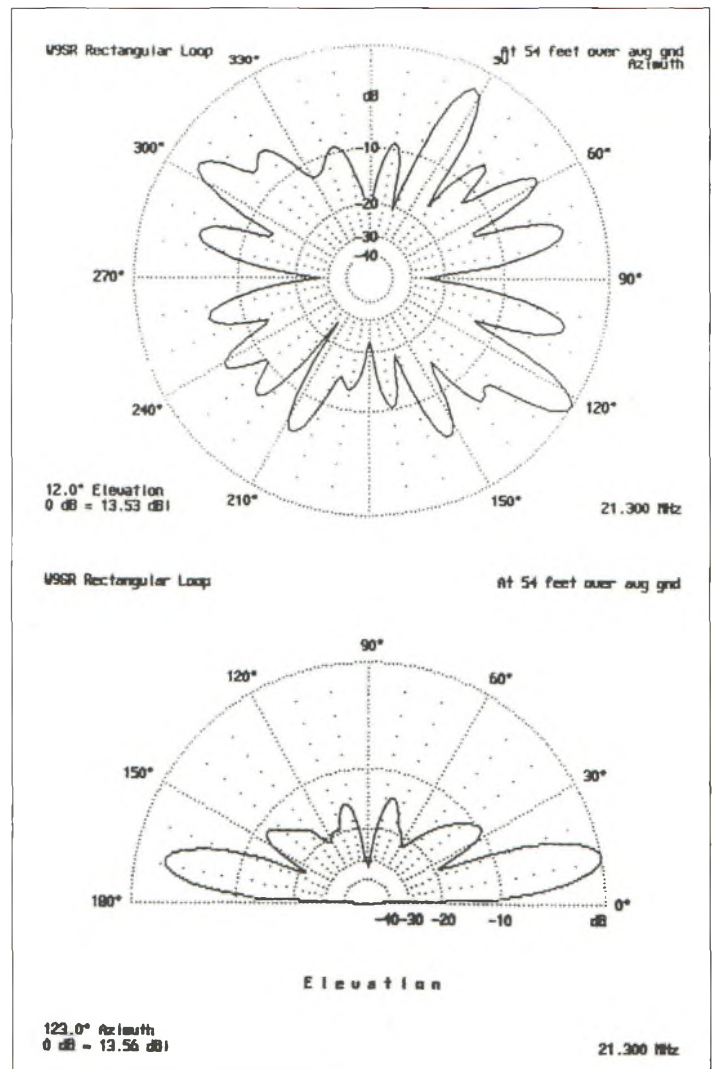 W9SR Rectangular Loop
At 54 feet over avg gnd
Azimuth
330°
30°
dB
-10
-20
-30
-40
300°
60°
270°
90°
240°
120°
210°
150°
12.0° Elevation
0 dB = 13.53 dBi
21.300 MHz
W9GR Rectangular Loop
At 54 feet over avg gnd
90°
120°
60°
150°
30°
180°
0°
-40 -30 -20 -10 dB
Elevation
123.0° Azimuth
0 dB = 13.56 dBi
21.300 MHz